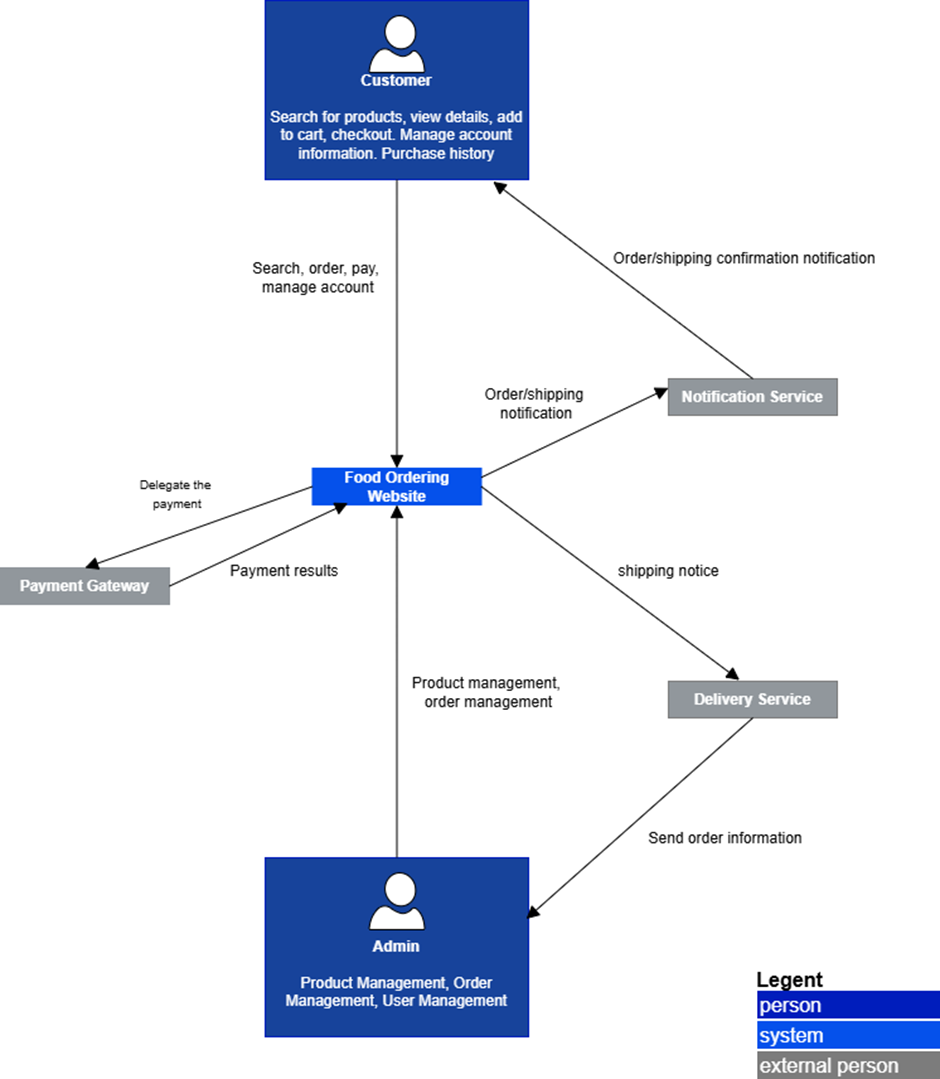 Customer
Search for products, view details, add
to cart, checkout. Manage account
information. Purchase history
Order/shipping confirmation notification
Search, order, pay,
manage account
Notification Service
Order/shipping
notification
Food Ordering
Website
Delegate the
payment
Payment Gateway
Payment results
shipping notice
Product management,
order management
Delivery Service
Send order information
Admin
Product Management, Order
Management, User Management
Legent
person
system
external person